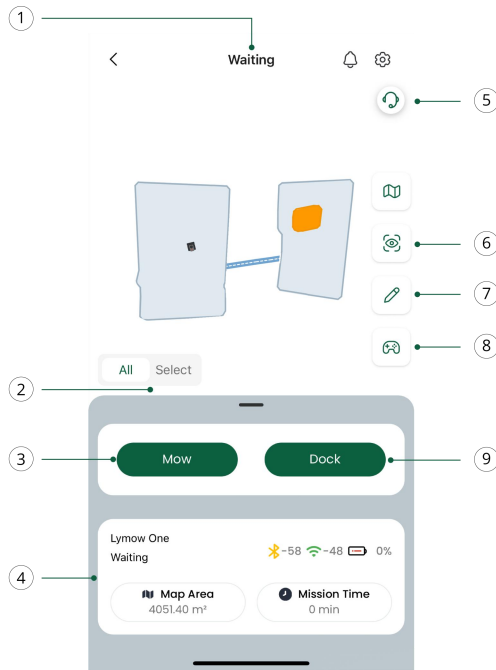 1
Waiting
5
6
7
8
All Select
2
3
Mow Dock
9
Lymow One
Waiting
-58 -48 0%
4
Map Area Mission Time
4051.40 m² 0 min